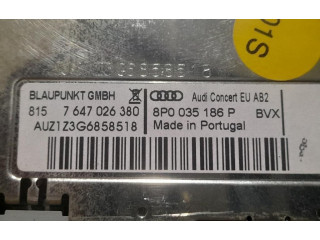 01S
BLAUPUNKT GMBH
Audi Concert EU AB2
815 7 647 026 380
8P0 035 186 P BVX
AUZ1Z3G6858518
Made in Portugal